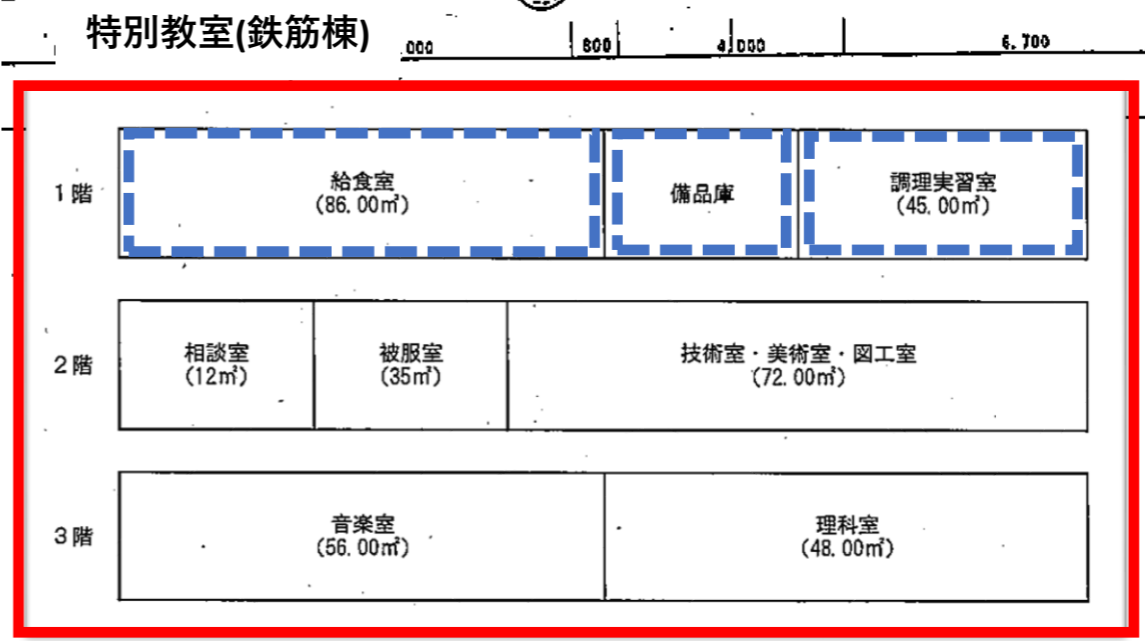 特別教室(鉄筋棟)
000 800 4,000 6,700
1階
給食室
(86.00㎡)
備品庫
調理実習室
(45.00㎡)
2階
相談室
(12㎡)
被服室
(35㎡)
技術室・美術室・図工室
(72.00㎡)
3階
音楽室
(56.00㎡)
理科室
(48.00㎡)